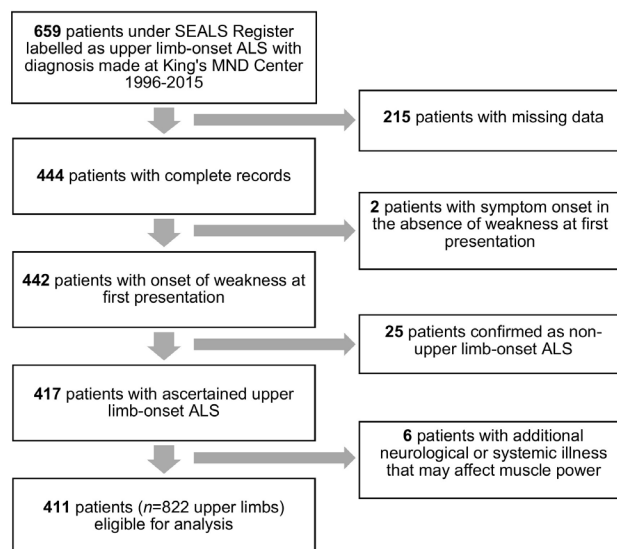 659 patients under SEALS Register
labelled as upper limb-onset ALS with
diagnosis made at King's MND Center
1996-2015
215 patients with missing data
444 patients with complete records
2 patients with symptom onset in
the absence of weakness at first
presentation
442 patients with onset of weakness at
first presentation
25 patients confirmed as non-
upper limb-onset ALS
417 patients with ascertained upper
limb-onset ALS
6 patients with additional
neurological or systemic illness
that may affect muscle power
411 patients (n=822 upper limbs)
eligible for analysis